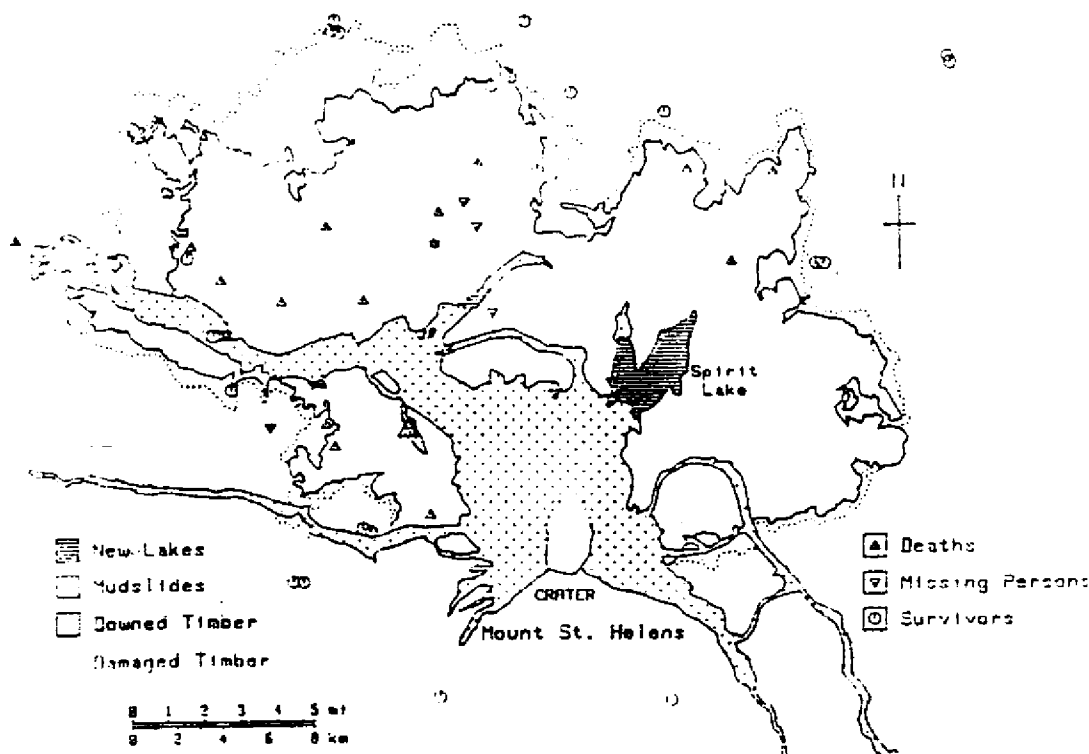 Spirit
Lake
New Lakes
Mudslides
Downed Timber
Damaged Timber
CRATER
Mount St. Helens
Deaths
Missing Persons
Survivors
0 1 2 3 4 5 mi
0 2 4 6 8 km